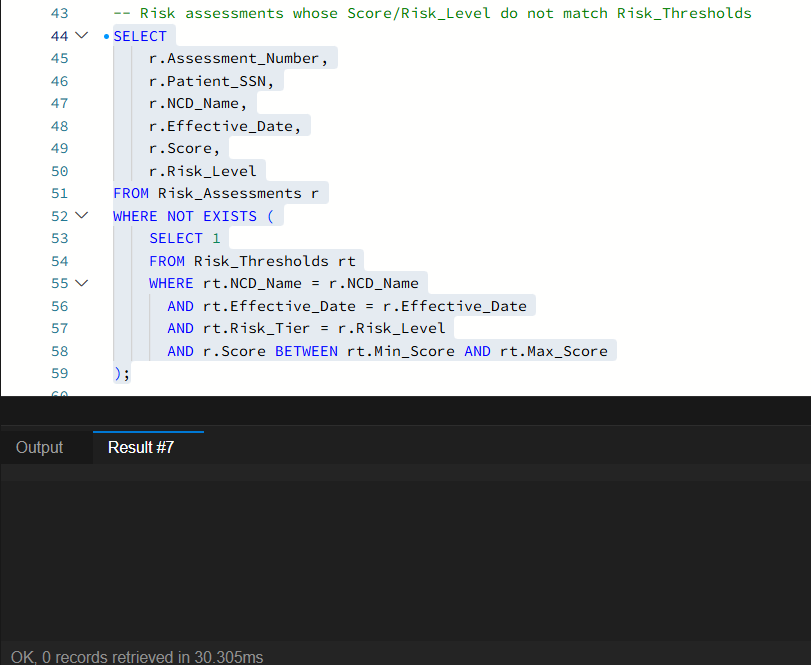 43 -- Risk assessments whose Score/Risk_Level do not match Risk_Thresholds
44 SELECT
45 r.Assessment_Number,
46 r.Patient_SSN,
47 r.NCD_Name,
48 r.Effective_Date,
49 r.Score,
50 r.Risk_Level
51 FROM Risk_Assessments r
52 WHERE NOT EXISTS (
53 SELECT 1
54 FROM Risk_Thresholds rt
55 WHERE rt.NCD_Name = r.NCD_Name
56 AND rt.Effective_Date = r.Effective_Date
57 AND rt.Risk_Tier = r.Risk_Level
58 AND r.Score BETWEEN rt.Min_Score AND rt.Max_Score
59 );
60
Output Result #7
OK, 0 records retrieved in 30.305ms